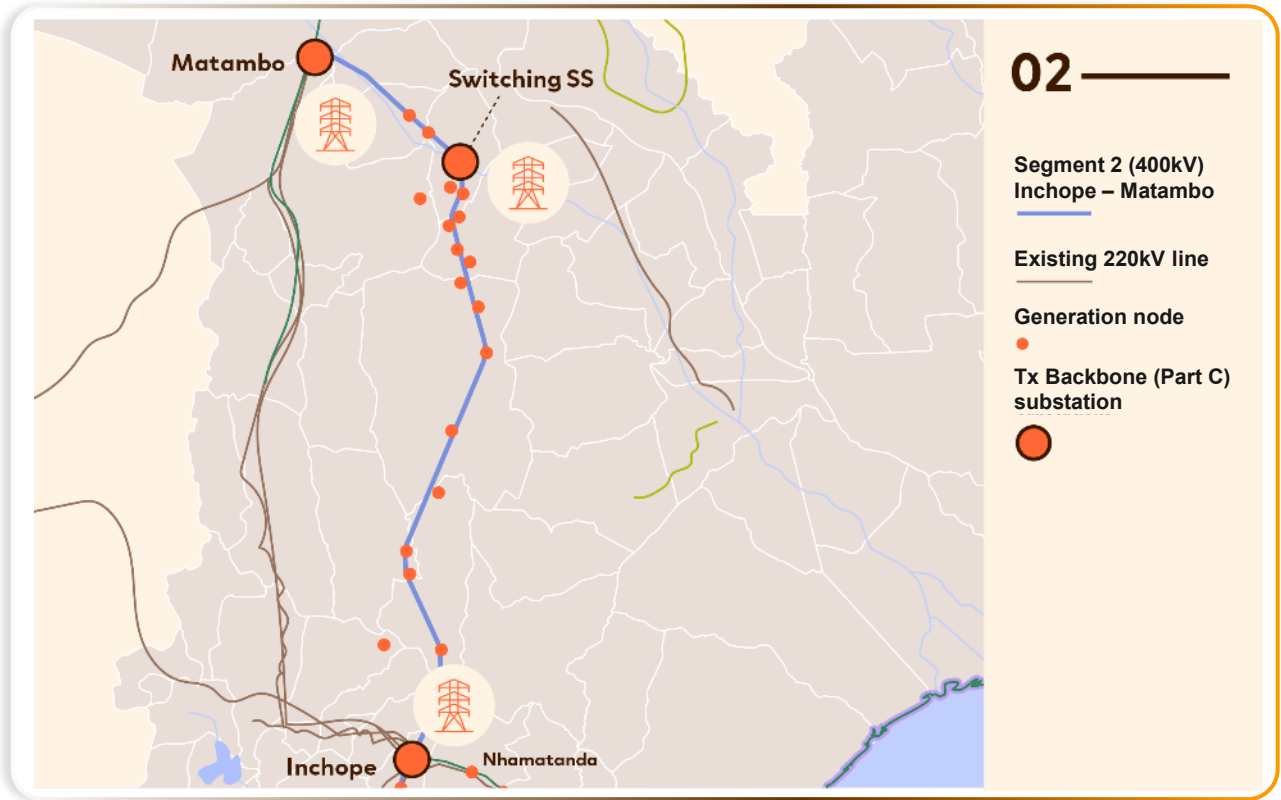 Matambo
Switching SS
Inchope
Nhamatanda
02
Segment 2 (400kV)
Inchope – Matambo
Existing 220kV line
Generation node
Tx Backbone (Part C)
substation